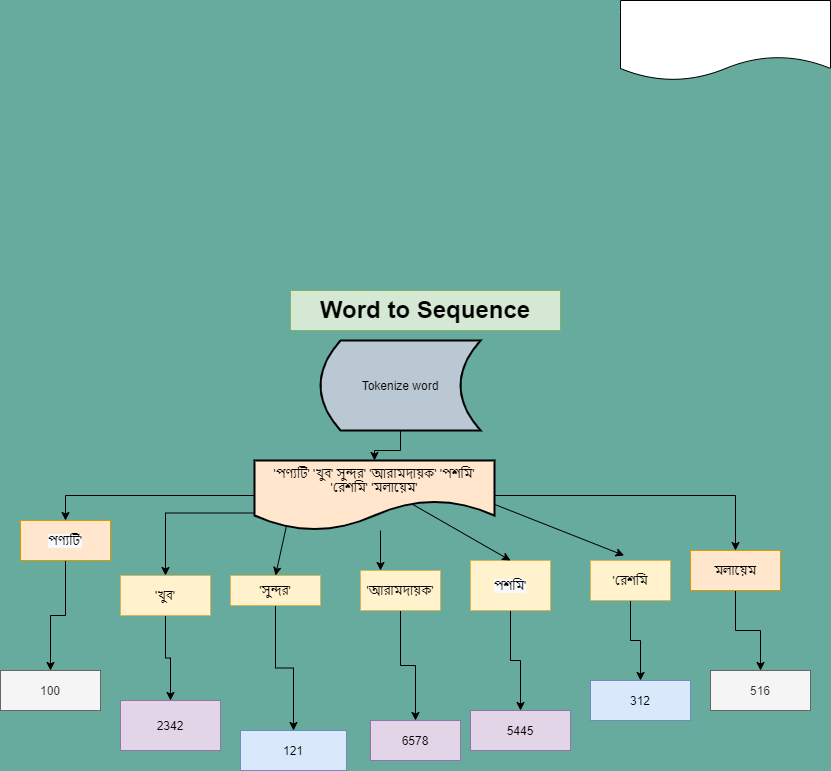 Word to Sequence
Tokenize word
'পণ্যটি' 'খুব' সুন্দর' 'আরামদায়ক' 'পশমি'
'রেশমি' 'মলায়েম'
পণ্যটি'
'খুব'
'সুন্দর'
'আরামদায়ক'
পশমি'
'রেশমি
মলায়েম
100
2342
121
6578
5445
312
516